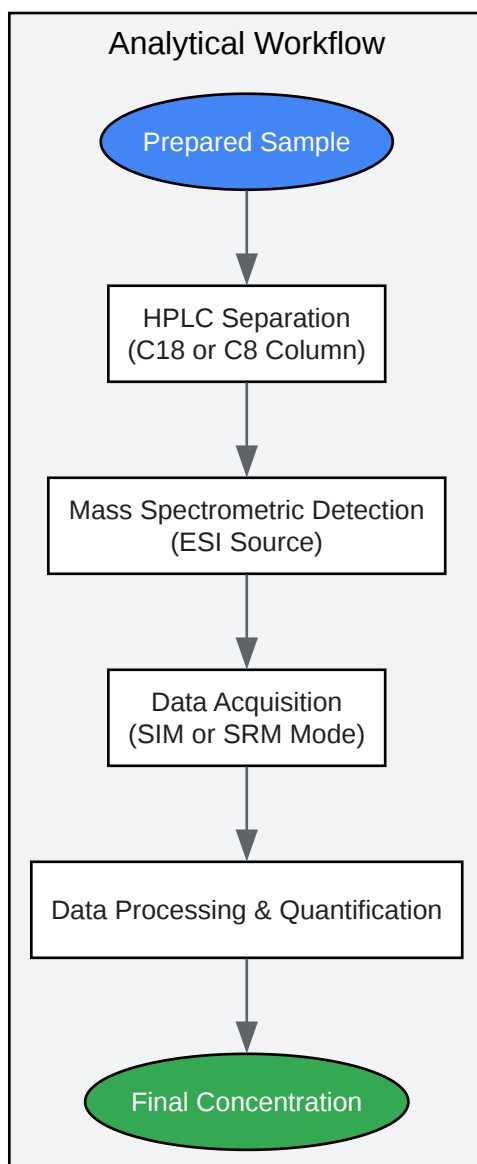 Analytical Workflow
Prepared Sample
HPLC Separation
(C18 or C8 Column)
Mass Spectrometric Detection
(ESI Source)
Data Acquisition
(SIM or SRM Mode)
Data Processing & Quantification
Final Concentration